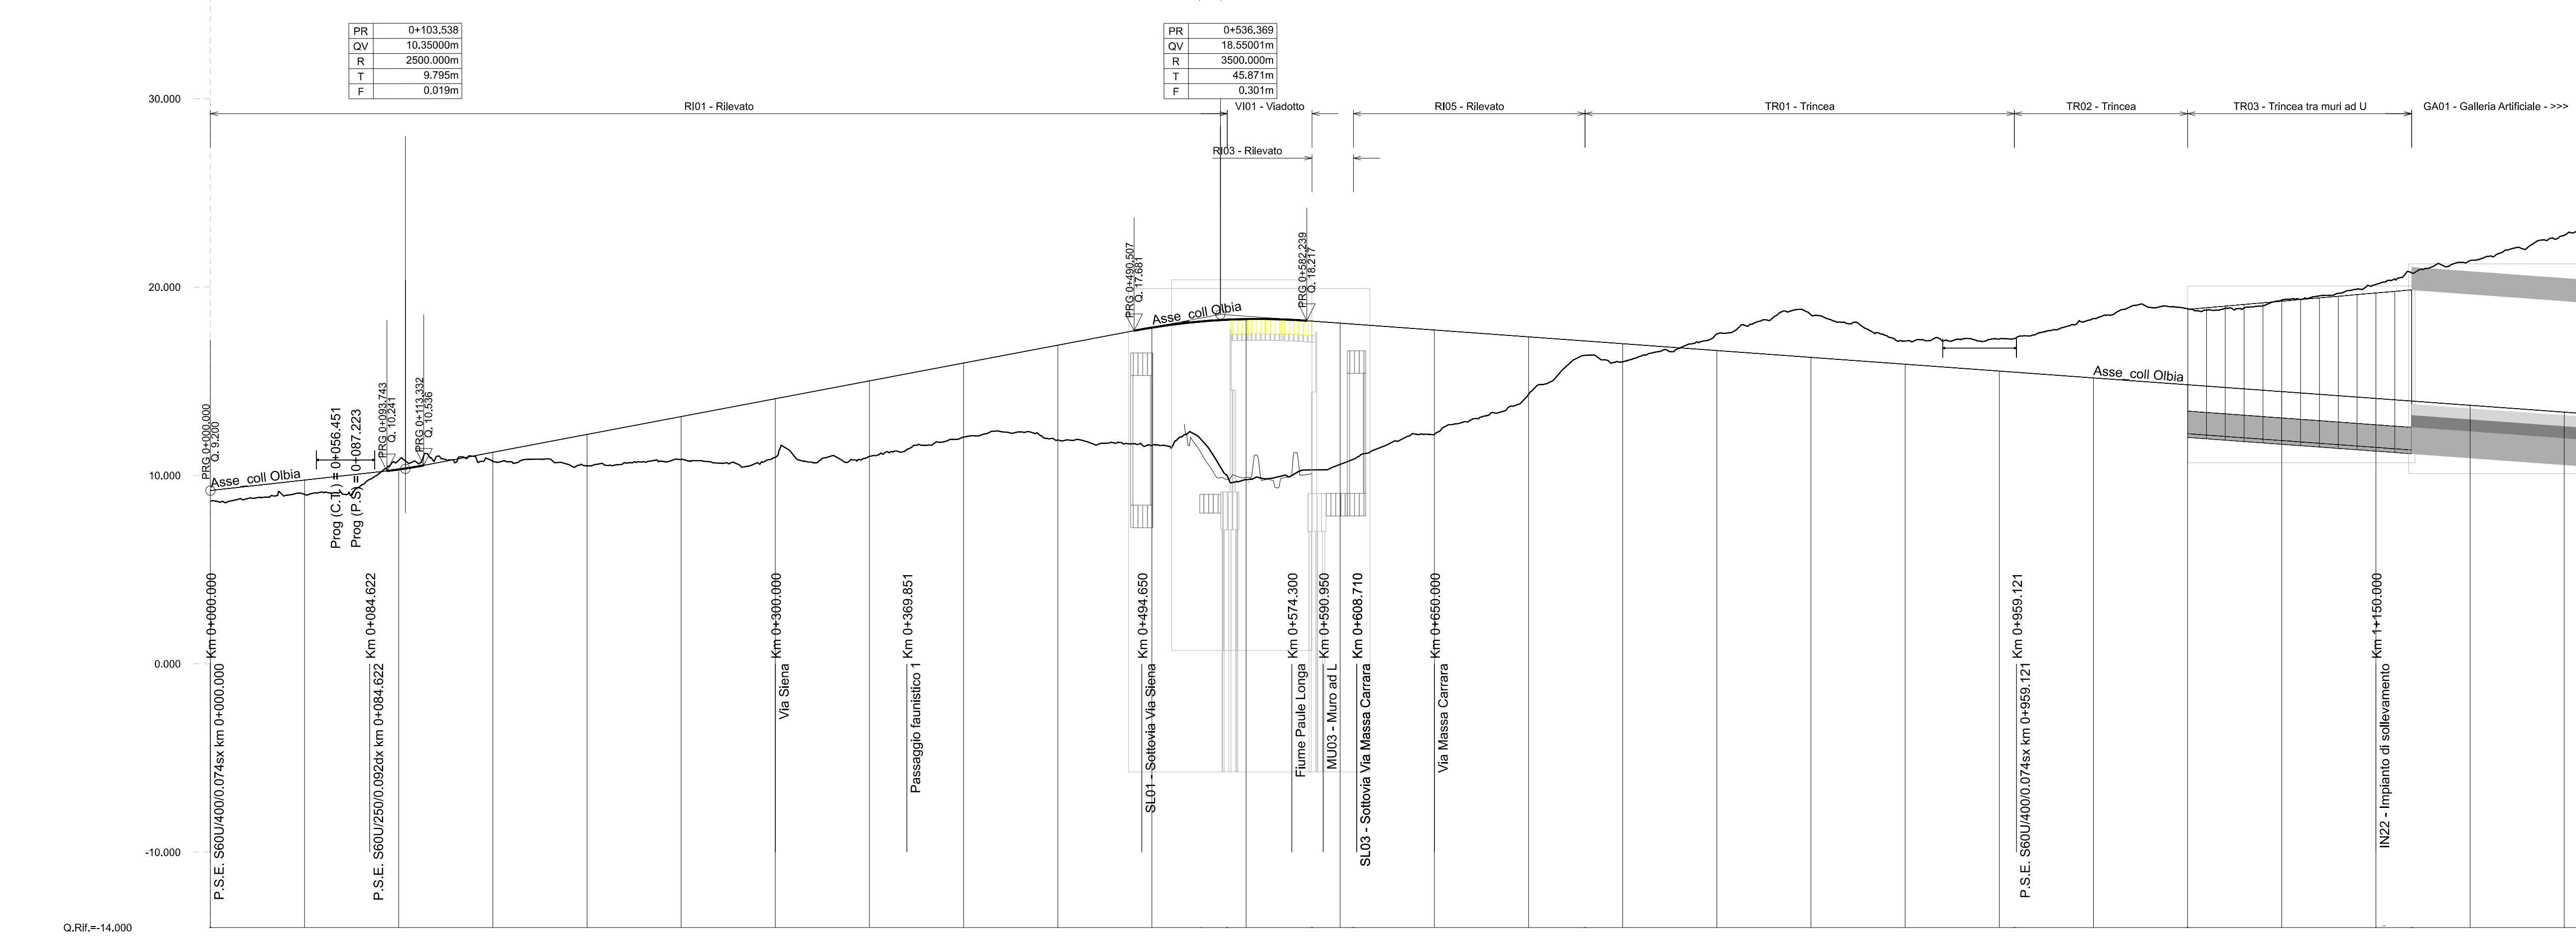 PR 0+103.538
QV 10.35000m
R 2500.000m
T 9.795m
F 0.019m
PR 0+536.369
QV 18.55001m
R 3500.000m
T 45.871m
F 0.301m
30.000
20.000
10.000
0.000
-10.000
Q.Rif.=-14.000
RI01 - Rilevato
VI01 - Viadotto
RI03 - Rilevato
RI05 - Rilevato
TR01 - Trincea
TR02 - Trincea
TR03 - Trincea tra muri ad U
GA01 - Galleria Artificiale - >>>
PRG 0+000.000
Q. 9.200
Asse_coll Olbia
Prog (C.T.) = 0+056.451
Prog (P.S) = 0+087.223
PRG 0+093.743
Q. 10.241
PRG 0+113.332
Q. 10.536
PRG 0+490.507
Q. 17.681
Asse_coll Olbia
PRG 0+582.239
Q. 18.217
Asse_coll Olbia
Km 0+000.000
P.S.E. S60U/400/0.074sx km 0+000.000
Km 0+084.622
P.S.E. S60U/250/0.092dx km 0+084.622
Km 0+300.000
Via Siena
Km 0+369.851
Passaggio faunistico 1
Km 0+494.650
SL01 - Sottovia Via Siena
Km 0+574.300
Fiume Paule Longa
Km 0+590.950
MU03 - Muro ad L
Km 0+608.710
SL03 - Sottovia Via Massa Carrara
Km 0+650.000
Via Massa Carrara
Km 0+959.121
P.S.E. S60U/400/0.074sx km 0+959.121
Km 1+150.000
IN22 - Impianto di sollevamento